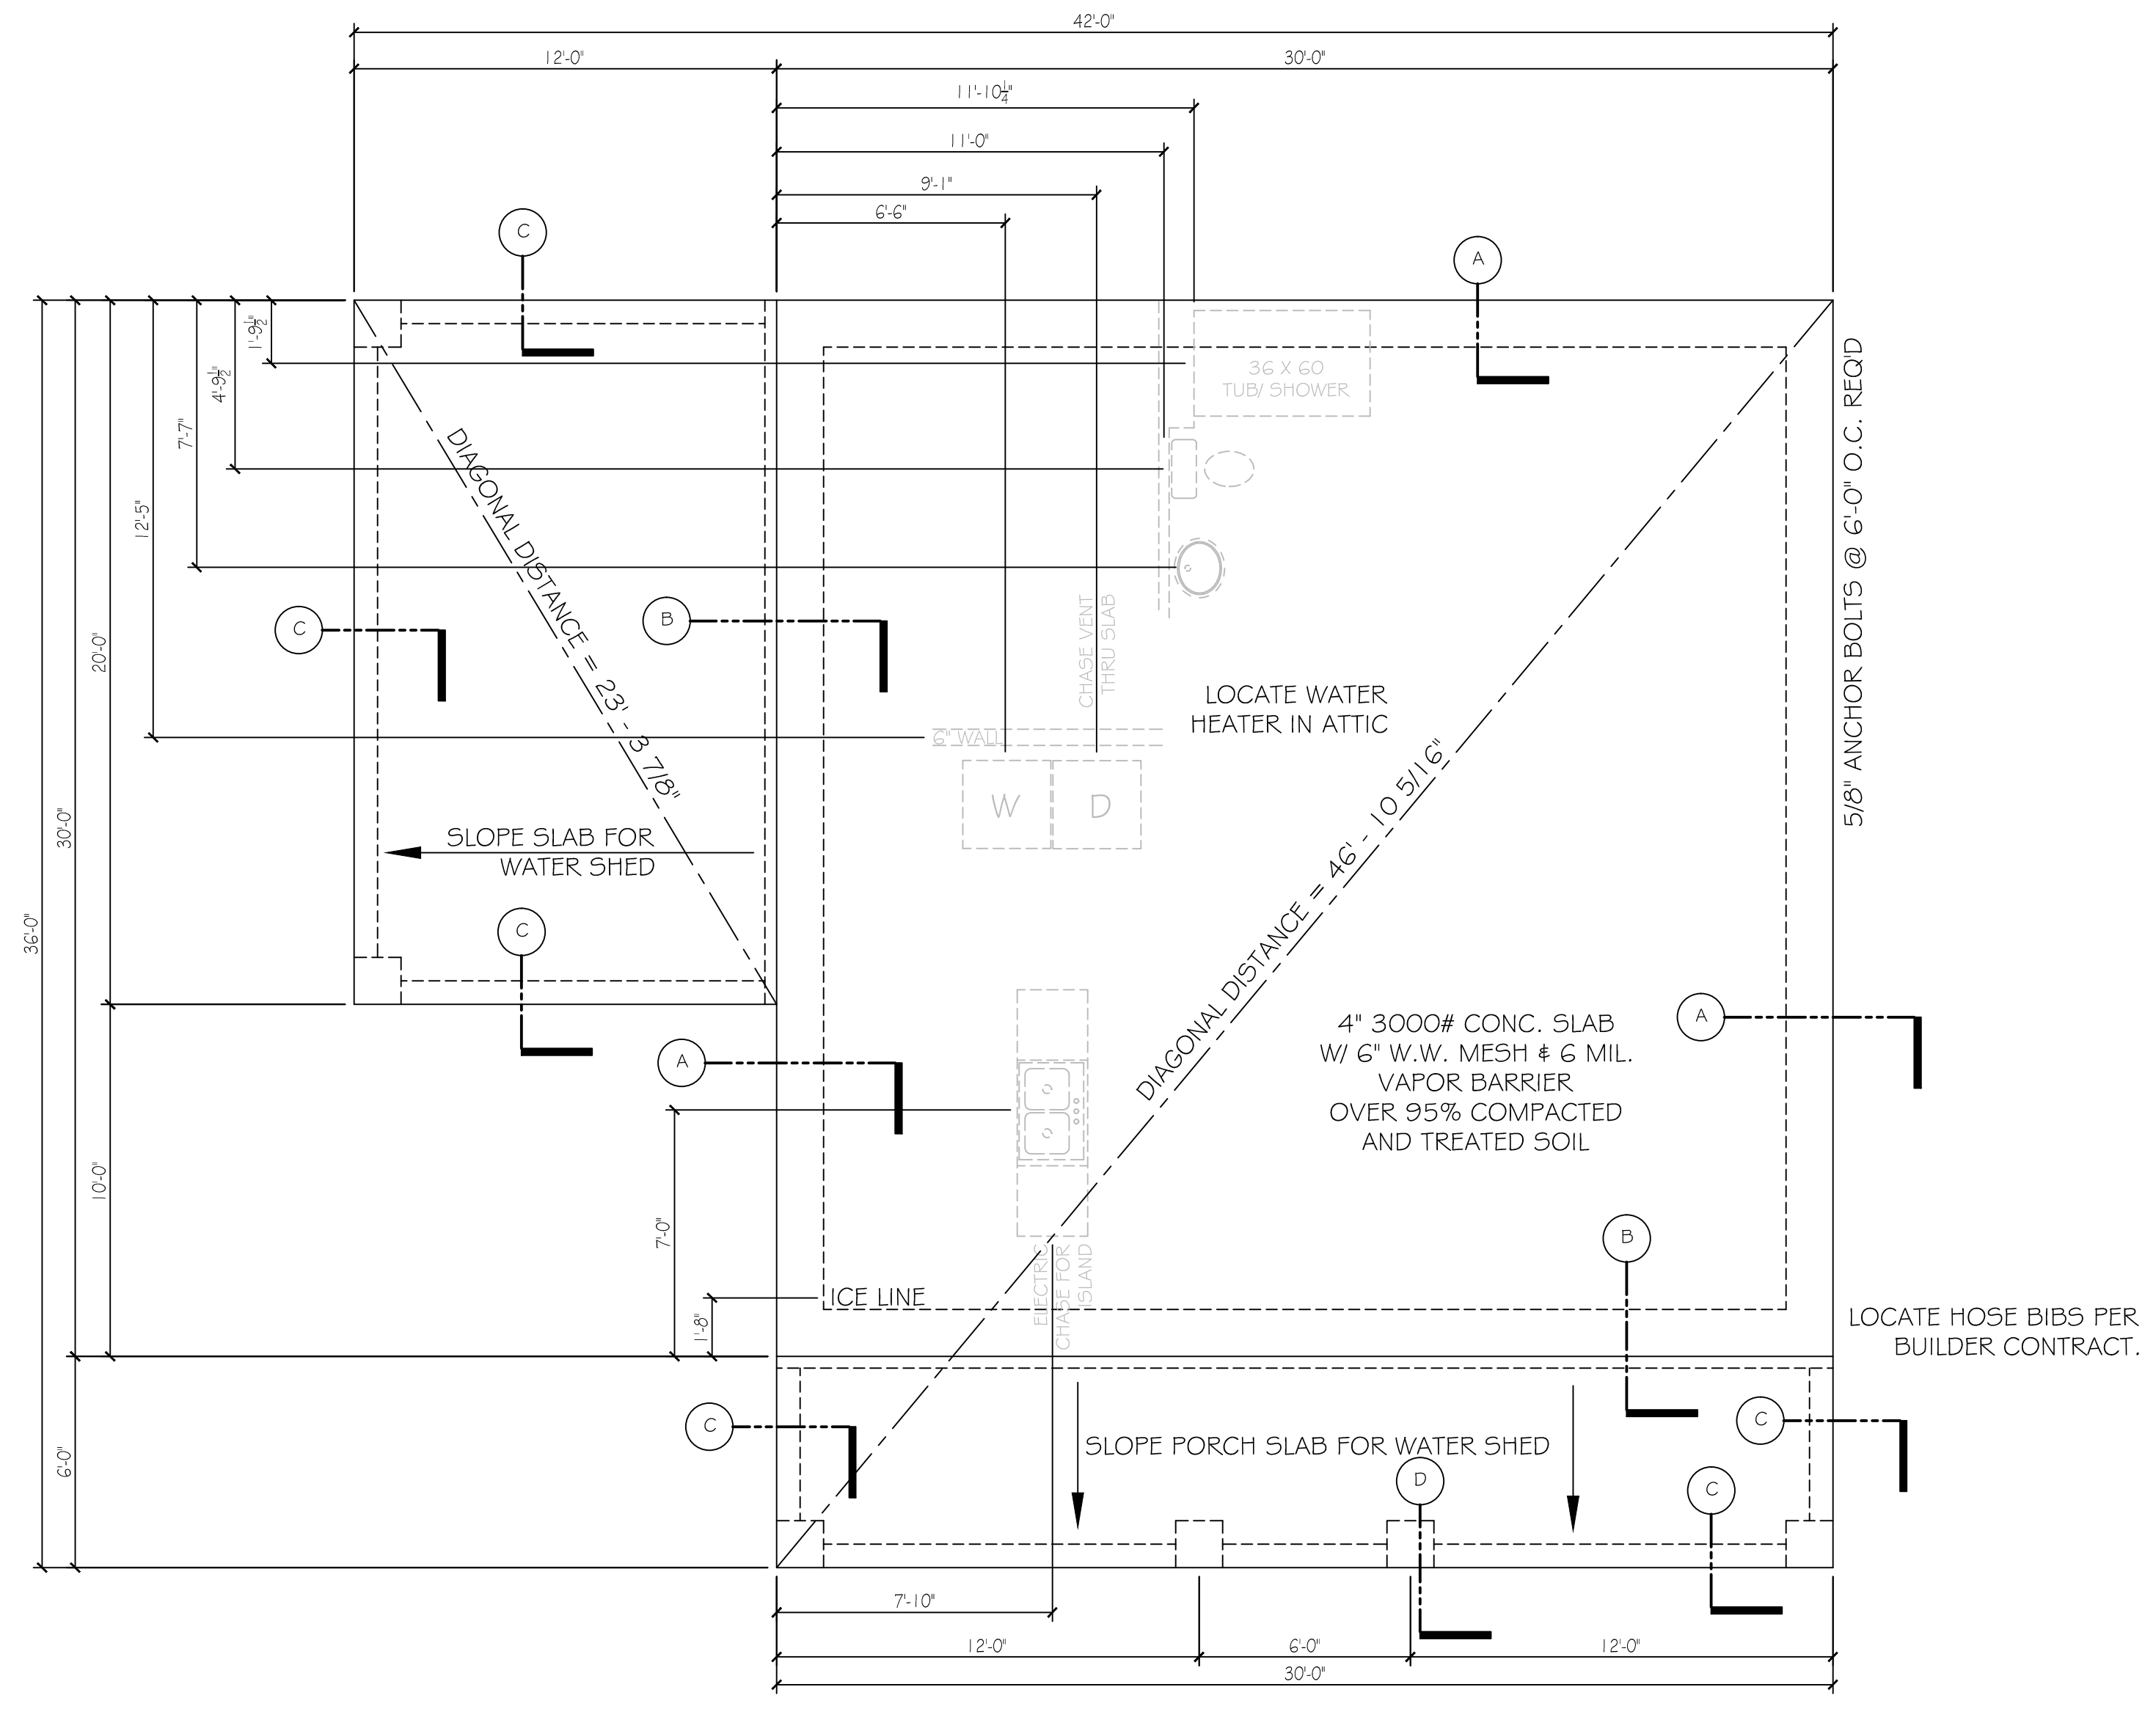 42'-0"
12'-0"
30'-0"
11'-10 1/4"
11'-0"
9'-1"
6'-6"
C
A
1'-9 1/2"
4'-9 1/2"
7'-7"
12'-5"
20'-0"
30'-0"
36'-0"
10'-0"
6'-0"
36 X 60
TUB/ SHOWER
5/8" ANCHOR BOLTS @ 6'-0" O.C. REQ'D
DIAGONAL DISTANCE = 23' - 3 7/8"
C
B
CHASE VENT
THRU SLAB
LOCATE WATER
HEATER IN ATTIC
6" WALL
W
D
DIAGONAL DISTANCE = 46' - 10 5/16"
SLOPE SLAB FOR
WATER SHED
C
A
A
4" 3000# CONC. SLAB
W/ 6" W.W. MESH & 6 MIL.
VAPOR BARRIER
OVER 95% COMPACTED
AND TREATED SOIL
7'-0"
1'-8"
ICE LINE
ELECTRIC
CHASE FOR
ISLAND
B
LOCATE HOSE BIBS PER
BUILDER CONTRACT.
C
C
SLOPE PORCH SLAB FOR WATER SHED
D
C
7'-10"
12'-0"
6'-0"
12'-0"
30'-0"